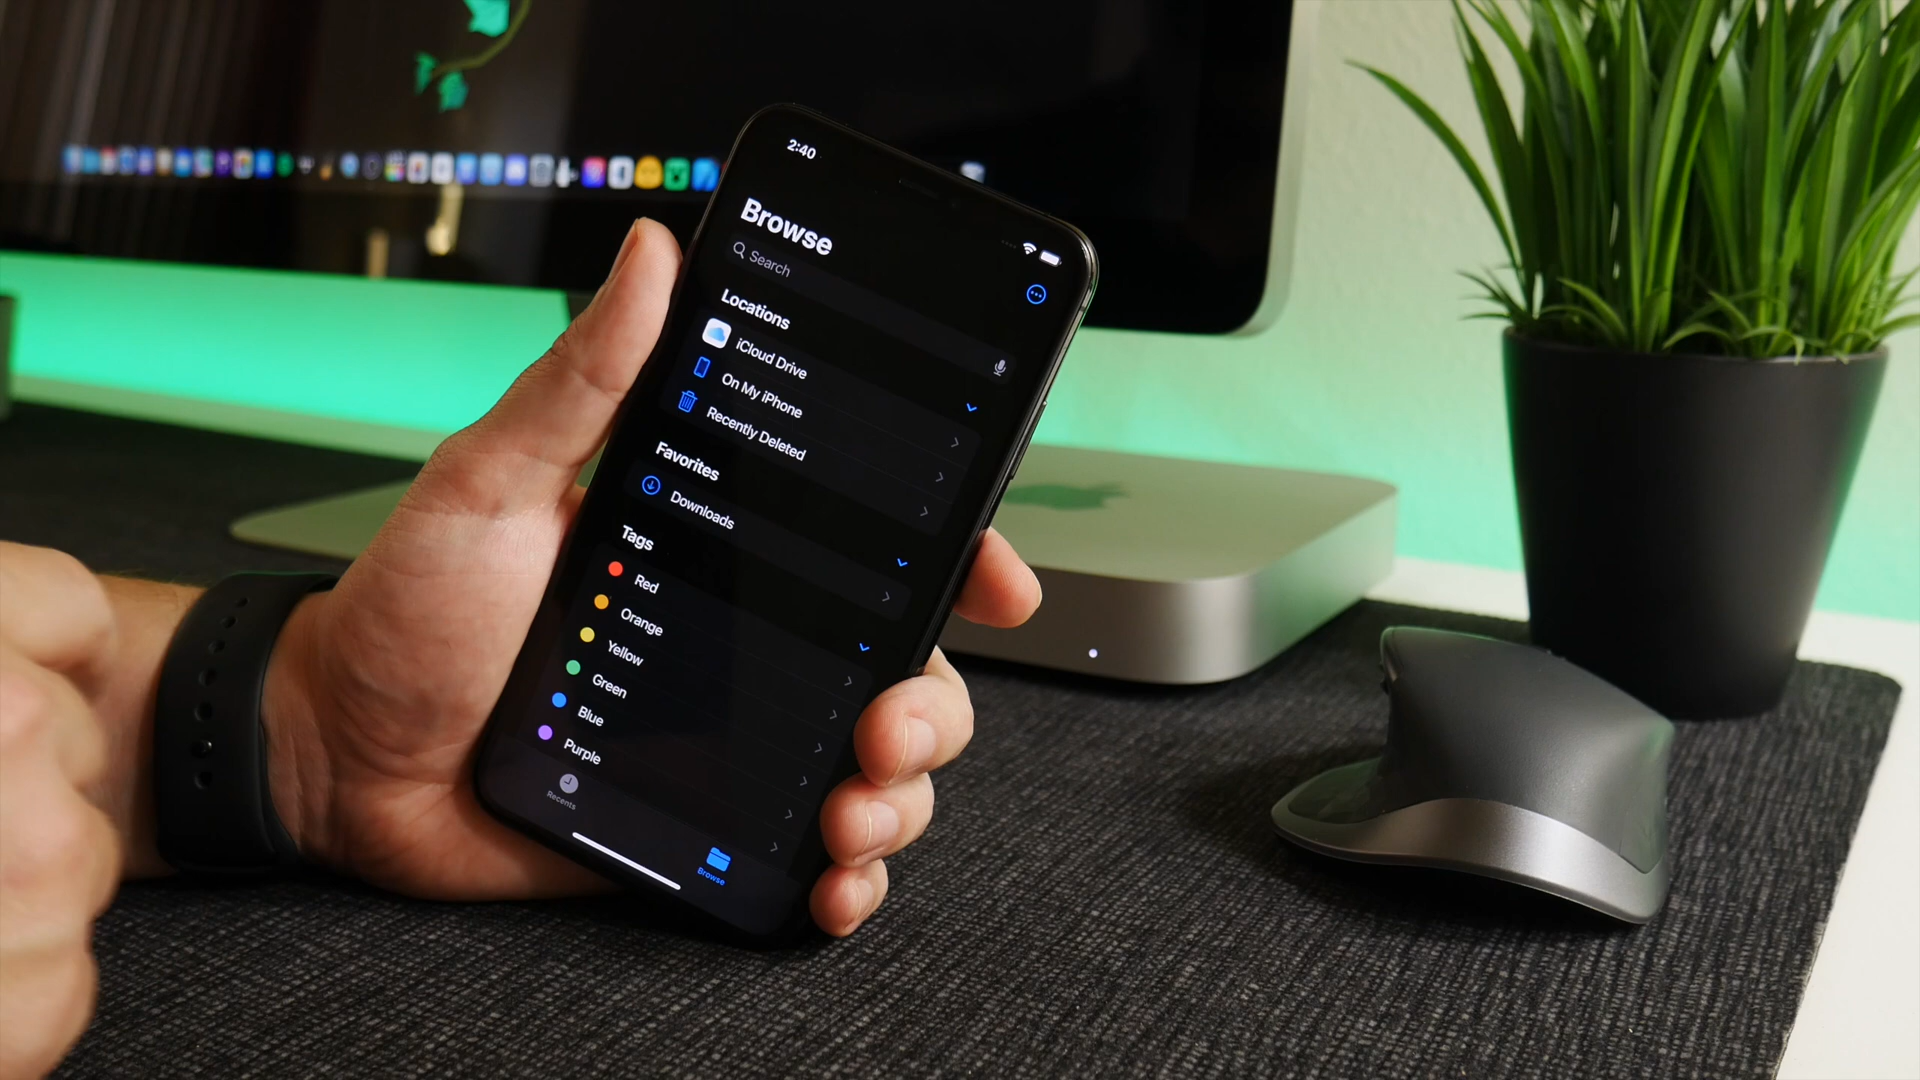 2:40
Browse
Search
Locations
iCloud Drive
On My iPhone
Recently Deleted
Favorites
Downloads
Tags
Red
Orange
Yellow
Green
Blue
Purple
Recents
Browse